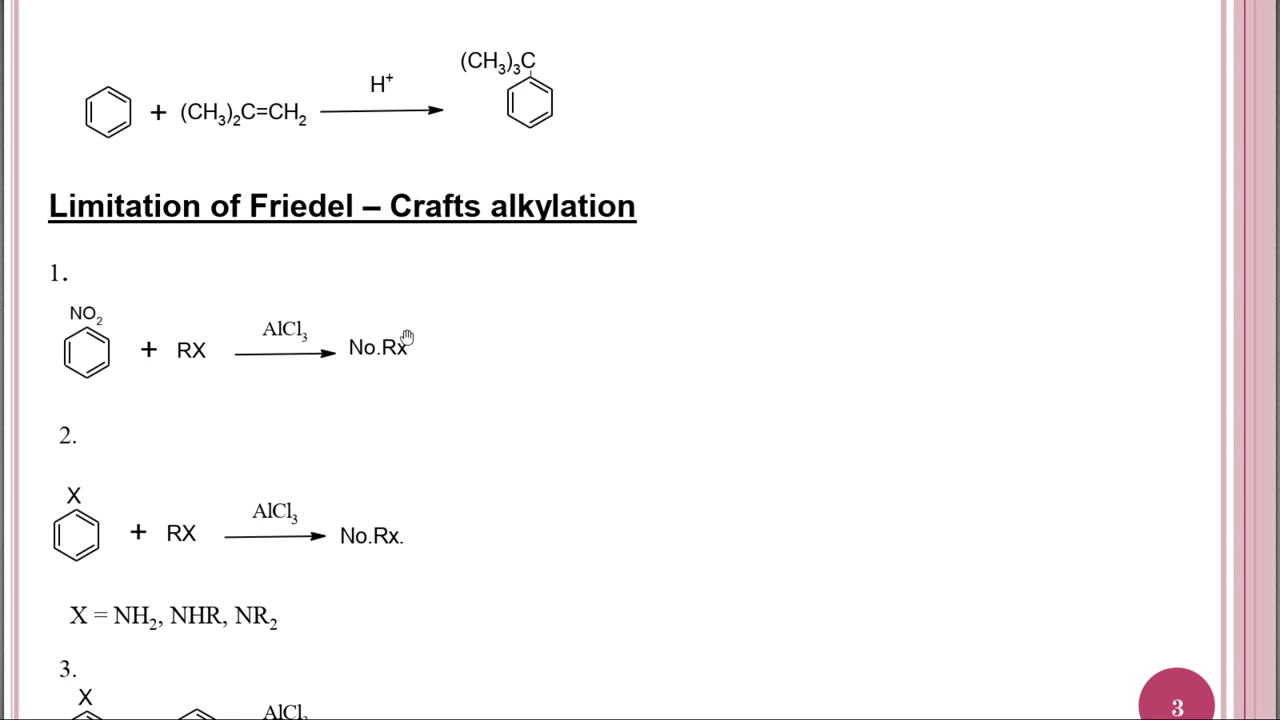 (CH₃)₃C
H⁺
+ (CH₃)₂C=CH₂
Limitation of Friedel – Crafts alkylation
1.
NO₂
AlCl₃
+ RX
No.Rx
2.
X
AlCl₃
+ RX
No.Rx.
X = NH₂, NHR, NR₂
3.
X
AlCl₃
3